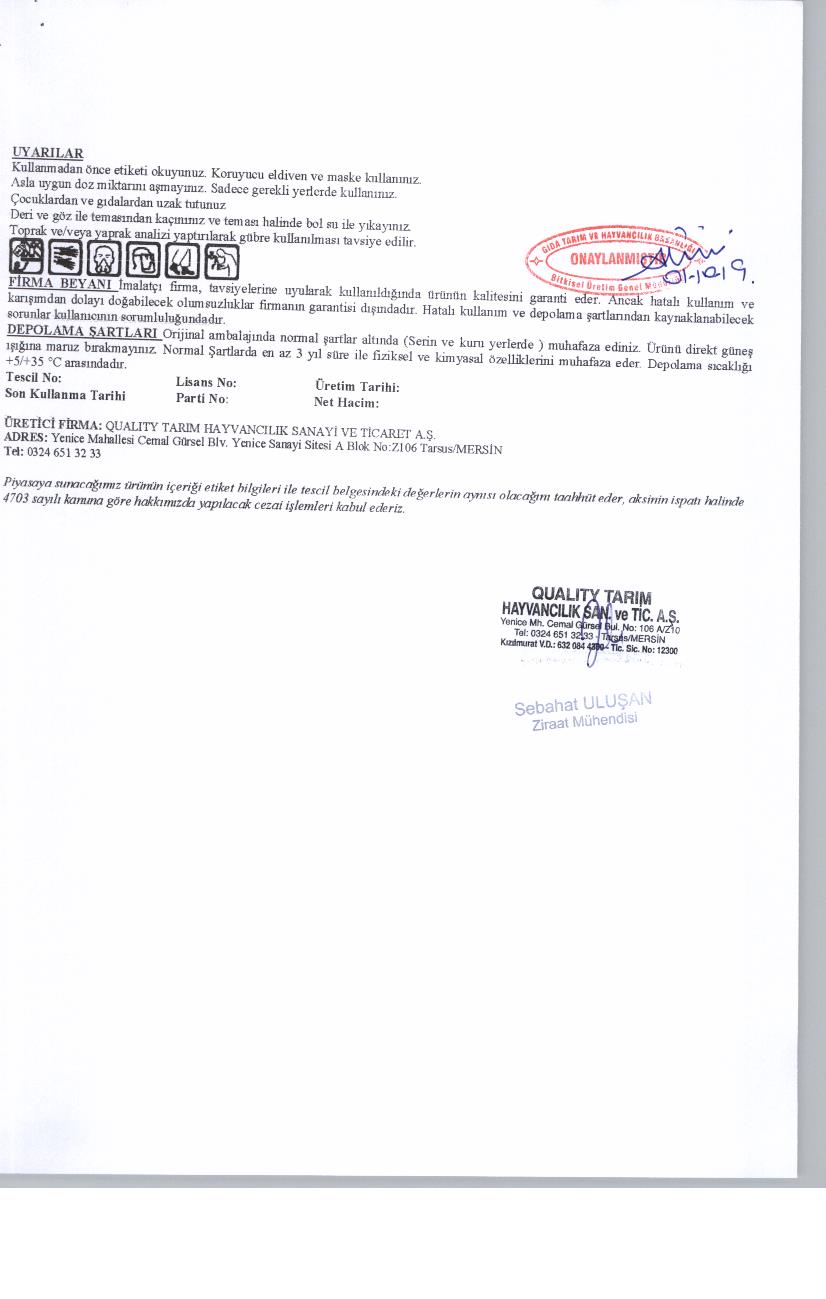 UYARILAR
Kullanmadan önce etiketi okuyunuz. Koruyucu eldiven ve maske kullanınız.
Asla uygun doz miktarını aşmayınız. Sadece gerekli yerlerde kullanınız.
Çocuklardan ve gıdalardan uzak tutunuz
Deri ve göz ile temasından kaçınınız ve teması halinde bol su ile yıkayınız.
Toprak ve/veya yaprak analizi yaptırılarak gübre kullanılması tavsiye edilir.
GIDA TARIM VE HAYVANCILIK BAKANLIĞI
ONAYLANMIŞTIR
Bitkisel Üretim Genel
FİRMA BEYANI İmalatçı firma, tavsiyelerine uyularak kullanıldığında ürünün kalitesini garanti eder. Ancak hatalı kullanım ve
karışımdan dolayı doğabilecek olumsuzluklar firmanın garantisi dışındadır. Hatalı kullanım ve depolama şartlarından kaynaklanabilecek
sorunlar kullanıcının sorumluluğundadır.
DEPOLAMA ŞARTLARI Orijinal ambalajında normal şartlar altında (Serin ve kuru yerlerde ) muhafaza ediniz. Ürünü direkt güneş
ışığına maruz bırakmayınız. Normal Şartlarda en az 3 yıl süre ile fiziksel ve kimyasal özelliklerini muhafaza eder. Depolama sıcaklığı
+5/+35 °C arasındadır.
Tescil No: Lisans No: Üretim Tarihi:
Son Kullanma Tarihi Parti No: Net Hacim:
ÜRETİCİ FİRMA: QUALITY TARIM HAYVANCILIK SANAYİ VE TİCARET A.Ş.
ADRES: Yenice Mahallesi Cemal Gürsel Blv. Yenice Sanayi Sitesi A Blok No:Z106 Tarsus/MERSİN
Tel: 0324 651 32 33
Piyasaya sunacağımız ürünün içeriği etiket bilgileri ile tescil belgesindeki değerlerin aynısı olacağını taahhüt eder, aksinin ispatı halinde
4703 sayılı kanuna göre hakkımızda yapılacak cezai işlemleri kabul ederiz.
QUALITY TARIM
HAYVANCILIK SAN. ve TİC. A.Ş.
Yenice Mh. Cemal Gürsel Bul. No: 106 A/Z10
Tel: 0324 651 32 33 - Tarsus/MERSİN
Kızılmurat V.D.: 632 084 - Tic. Sic. No: 12300
Sebahat ULUŞAN
Ziraat Mühendisi